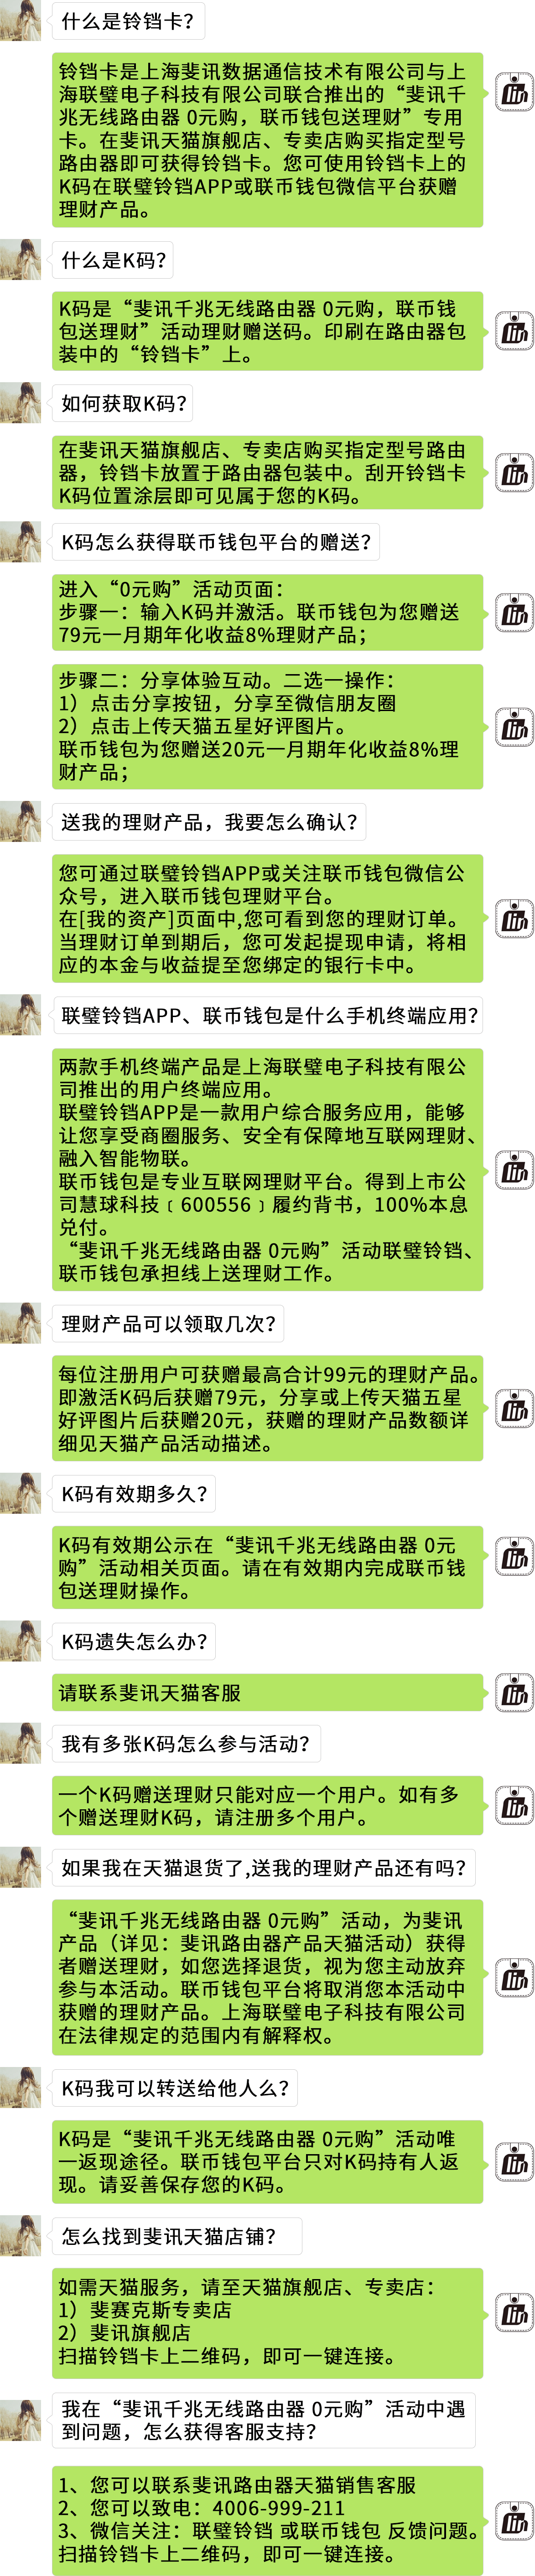 什么是铃铛卡？
铃铛卡是上海斐讯数据通信技术有限公司与上
海联璧电子科技有限公司联合推出的“斐讯千
兆无线路由器 0元购，联币钱包送理财”专用
卡。在斐讯天猫旗舰店、专卖店购买指定型号
路由器即可获得铃铛卡。您可使用铃铛卡上的
K码在联璧铃铛APP或联币钱包微信平台获赠
理财产品。
什么是K码？
K码是“斐讯千兆无线路由器 0元购，联币钱
包送理财”活动理财赠送码。印刷在路由器包
装中的“铃铛卡”上。
如何获取K码？
在斐讯天猫旗舰店、专卖店购买指定型号路由
器，铃铛卡放置于路由器包装中。刮开铃铛卡
K码位置涂层即可见属于您的K码。
K码怎么获得联币钱包平台的赠送？
进入“0元购”活动页面：
步骤一：输入K码并激活。联币钱包为您赠送
79元一月期年化收益8%理财产品；
步骤二：分享体验互动。二选一操作：
1）点击分享按钮，分享至微信朋友圈
2）点击上传天猫五星好评图片。
联币钱包为您赠送20元一月期年化收益8%理
财产品；
送我的理财产品，我要怎么确认？
您可通过联璧铃铛APP或关注联币钱包微信公
众号，进入联币钱包理财平台。
在[我的资产]页面中,您可看到您的理财订单。
当理财订单到期后，您可发起提现申请，将相
应的本金与收益提至您绑定的银行卡中。
联璧铃铛APP、联币钱包是什么手机终端应用？
两款手机终端产品是上海联璧电子科技有限公
司推出的用户终端应用。
联璧铃铛APP是一款用户综合服务应用，能够
让您享受商圈服务、安全有保障地互联网理财、
融入智能物联。
联币钱包是专业互联网理财平台。得到上市公
司慧球科技﹝600556﹞履约背书，100%本息
兑付。
“斐讯千兆无线路由器 0元购”活动联璧铃铛、
联币钱包承担线上送理财工作。
理财产品可以领取几次？
每位注册用户可获赠最高合计99元的理财产品。
即激活K码后获赠79元，分享或上传天猫五星
好评图片后获赠20元，获赠的理财产品数额详
细见天猫产品活动描述。
K码有效期多久？
K码有效期公示在“斐讯千兆无线路由器 0元
购”活动相关页面。请在有效期内完成联币钱
包送理财操作。
K码遗失怎么办？
请联系斐讯天猫客服
我有多张K码怎么参与活动？
一个K码赠送理财只能对应一个用户。如有多
个赠送理财K码，请注册多个用户。
如果我在天猫退货了,送我的理财产品还有吗？
“斐讯千兆无线路由器 0元购”活动，为斐讯
产品（详见：斐讯路由器产品天猫活动）获得
者赠送理财，如您选择退货，视为您主动放弃
参与本活动。联币钱包平台将取消您本活动中
获赠的理财产品。上海联璧电子科技有限公司
在法律规定的范围内有解释权。
K码我可以转送给他人么？
K码是“斐讯千兆无线路由器 0元购”活动唯
一返现途径。联币钱包平台只对K码持有人返
现。请妥善保存您的K码。
怎么找到斐讯天猫店铺？
如需天猫服务，请至天猫旗舰店、专卖店：
1）斐赛克斯专卖店
2）斐讯旗舰店
扫描铃铛卡上二维码，即可一键连接。
我在“斐讯千兆无线路由器 0元购”活动中遇
到问题，怎么获得客服支持？
1、您可以联系斐讯路由器天猫销售客服
2、您可以致电：4006-999-211
3、微信关注：联璧铃铛 或联币钱包 反馈问题。
扫描铃铛卡上二维码，即可一键连接。